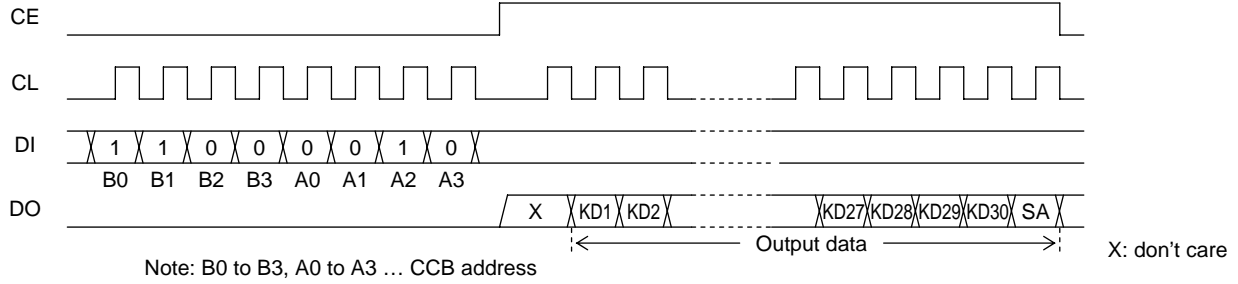 CE
CL
DI 1 1 0 0 0 0 1 0
B0 B1 B2 B3 A0 A1 A2 A3
DO X KD1 KD2 KD27 KD28 KD29 KD30 SA
Output data
X: don't care
Note: B0 to B3, A0 to A3 … CCB address